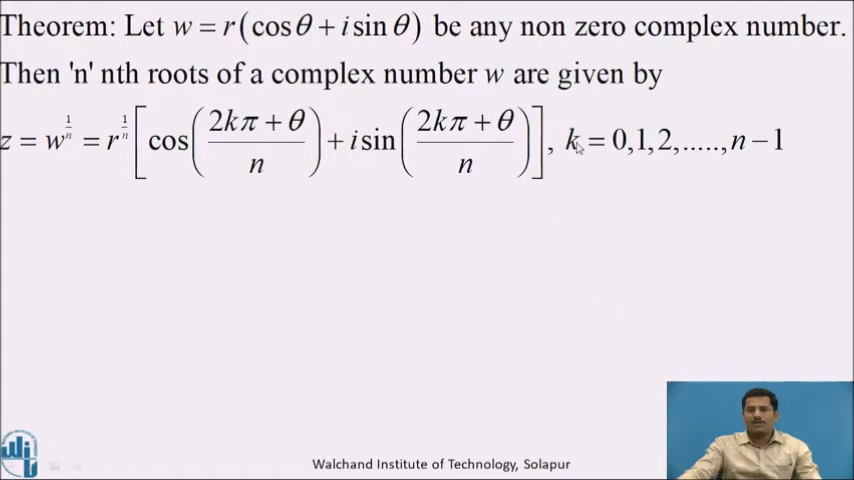 Theorem: Let w = r(cosθ + i sin θ) be any non zero complex number.
Then 'n' nth roots of a complex number w are given by
z = w^{1/n} = r^{1/n} [cos((2kπ + θ)/n) + i sin((2kπ + θ)/n)], k = 0,1,2,.....,n − 1
Walchand Institute of Technology, Solapur